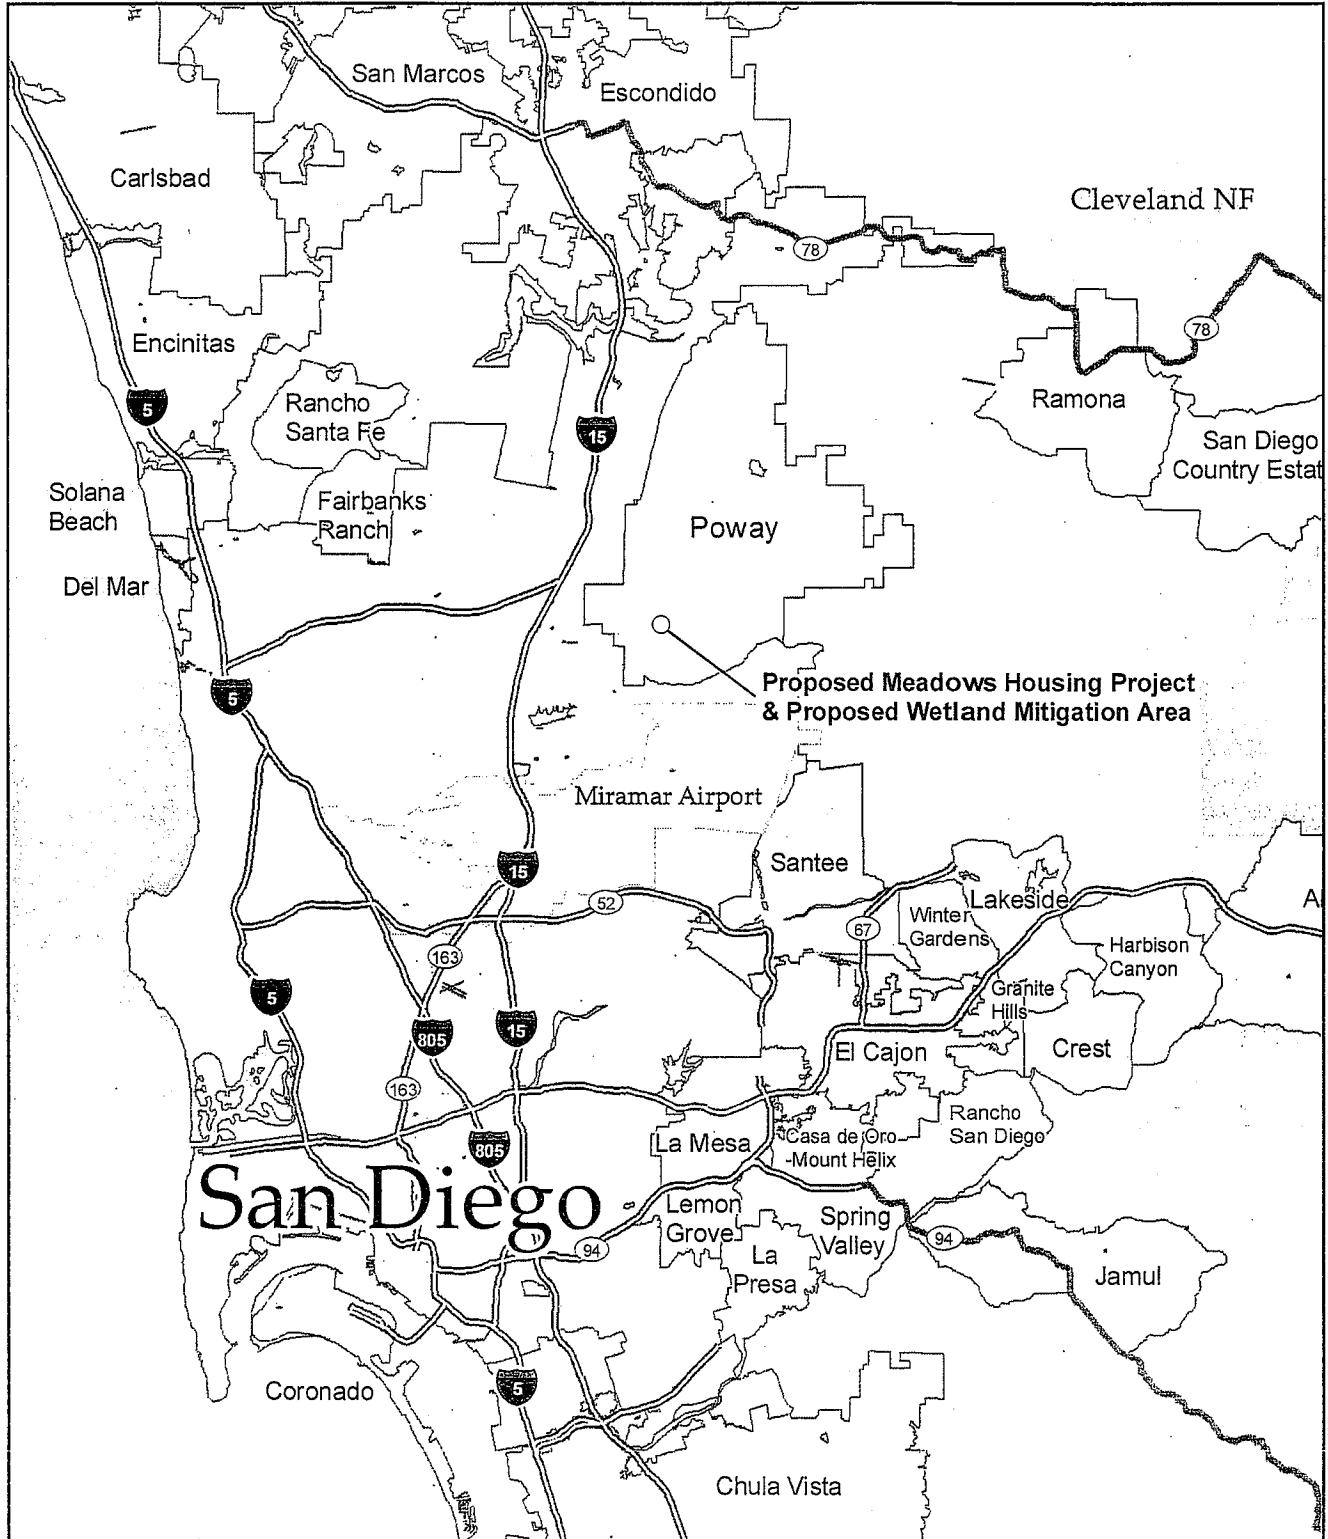 San Marcos
Escondido
Carlsbad
Cleveland NF
78
Encinitas
78
5
Rancho
Santa Fe
15
Ramona
San Diego
Country Estat
Solana
Beach
Fairbanks
Ranch
Poway
Del Mar
5
Proposed Meadows Housing Project
& Proposed Wetland Mitigation Area
Miramar Airport
15
Santee
52
Lakeside
A
Winter
Gardens
67
163
Harbison
Canyon
5
Granite
Hills
805
15
El Cajon
Crest
163
Rancho
San Diego
805
La Mesa
Casa de Oro
-Mount Helix
San Diego
Lemon
Grove
Spring
Valley
94
94
La
Presa
Jamul
5
Coronado
Chula Vista